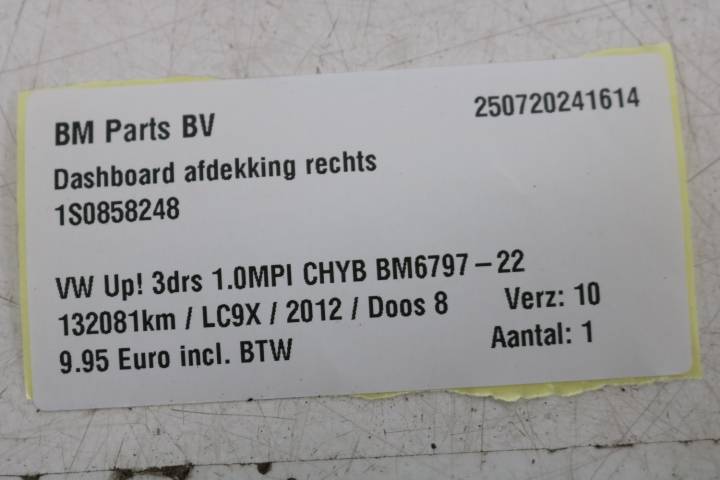 BM Parts BV
250720241614
Dashboard afdekking rechts
1S0858248
VW Up! 3drs 1.0MPI CHYB BM6797-22
132081km / LC9X / 2012 / Doos 8 Verz: 10
9.95 Euro incl. BTW Aantal: 1